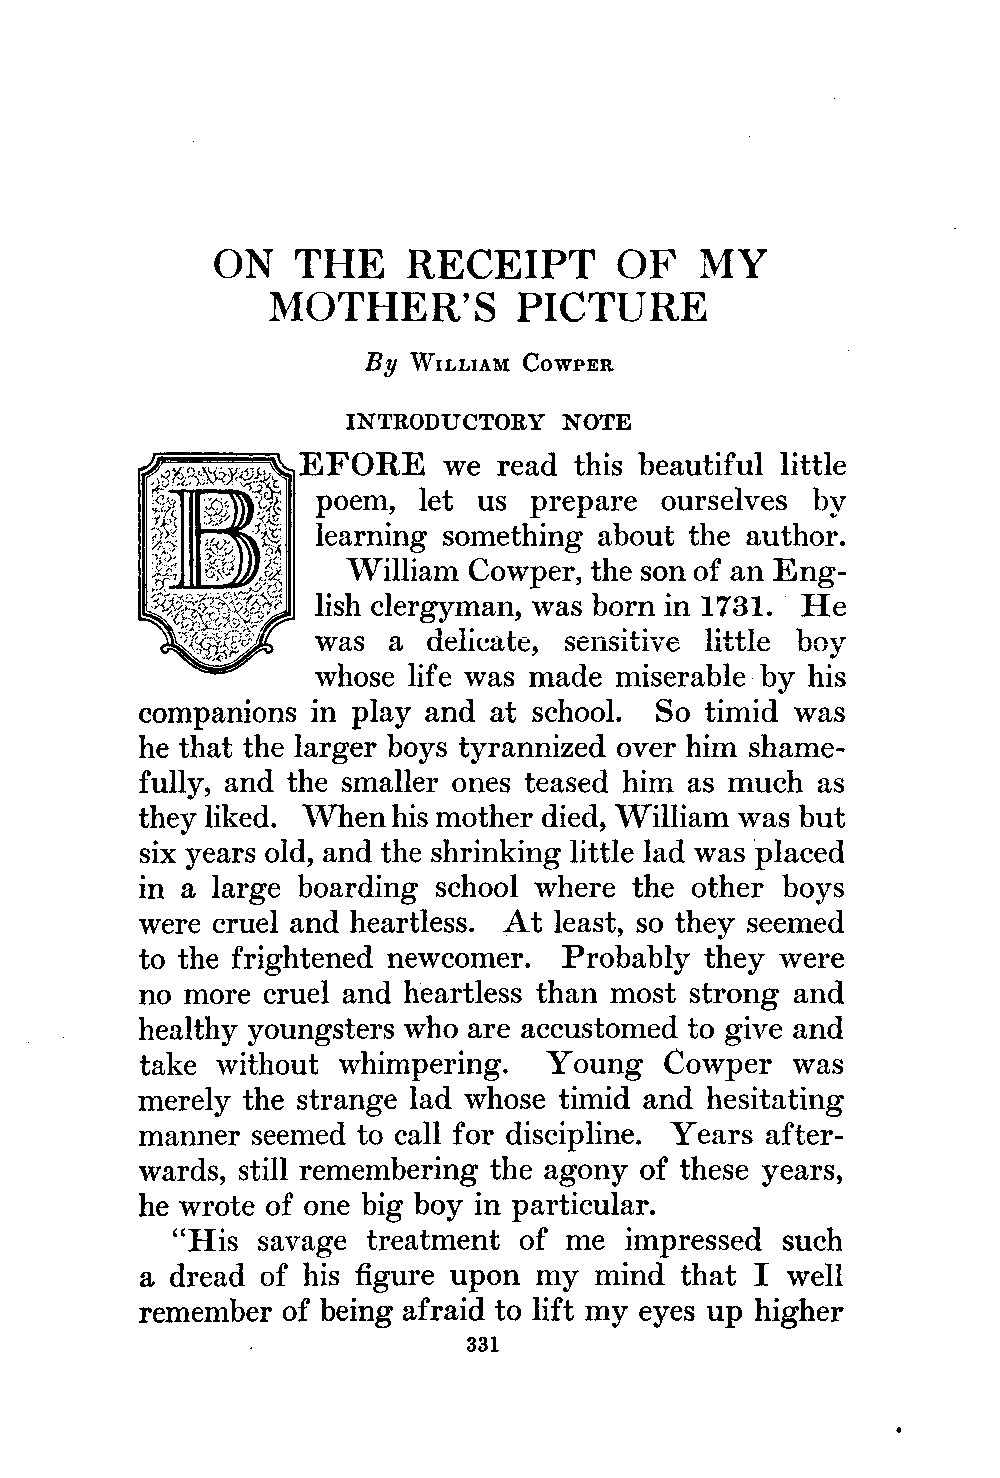 ON THE RECEIPT OF MY
MOTHER'S PICTURE
By WILLIAM COWPER
INTRODUCTORY NOTE
BEFORE we read this beautiful little
poem, let us prepare ourselves by
learning something about the author.
William Cowper, the son of an Eng-
lish clergyman, was born in 1731. He
was a delicate, sensitive little boy
whose life was made miserable by his
companions in play and at school. So timid was
he that the larger boys tyrannized over him shame-
fully, and the smaller ones teased him as much as
they liked. When his mother died, William was but
six years old, and the shrinking little lad was placed
in a large boarding school where the other boys
were cruel and heartless. At least, so they seemed
to the frightened newcomer. Probably they were
no more cruel and heartless than most strong and
healthy youngsters who are accustomed to give and
take without whimpering. Young Cowper was
merely the strange lad whose timid and hesitating
manner seemed to call for discipline. Years after-
wards, still remembering the agony of these years,
he wrote of one big boy in particular.
"His savage treatment of me impressed such
a dread of his figure upon my mind that I well
remember of being afraid to lift my eyes up higher
331